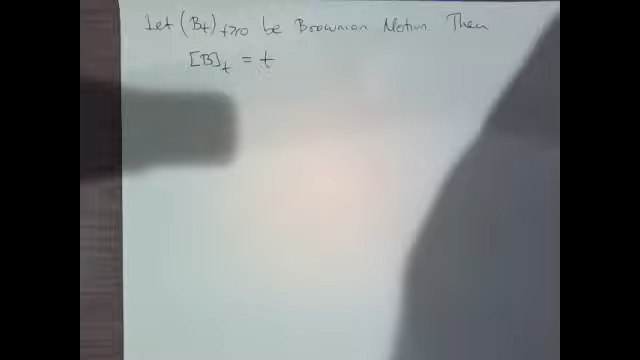 Let (B_t)_{t≥0} be Brownian Motion. Then
[B]_t = t